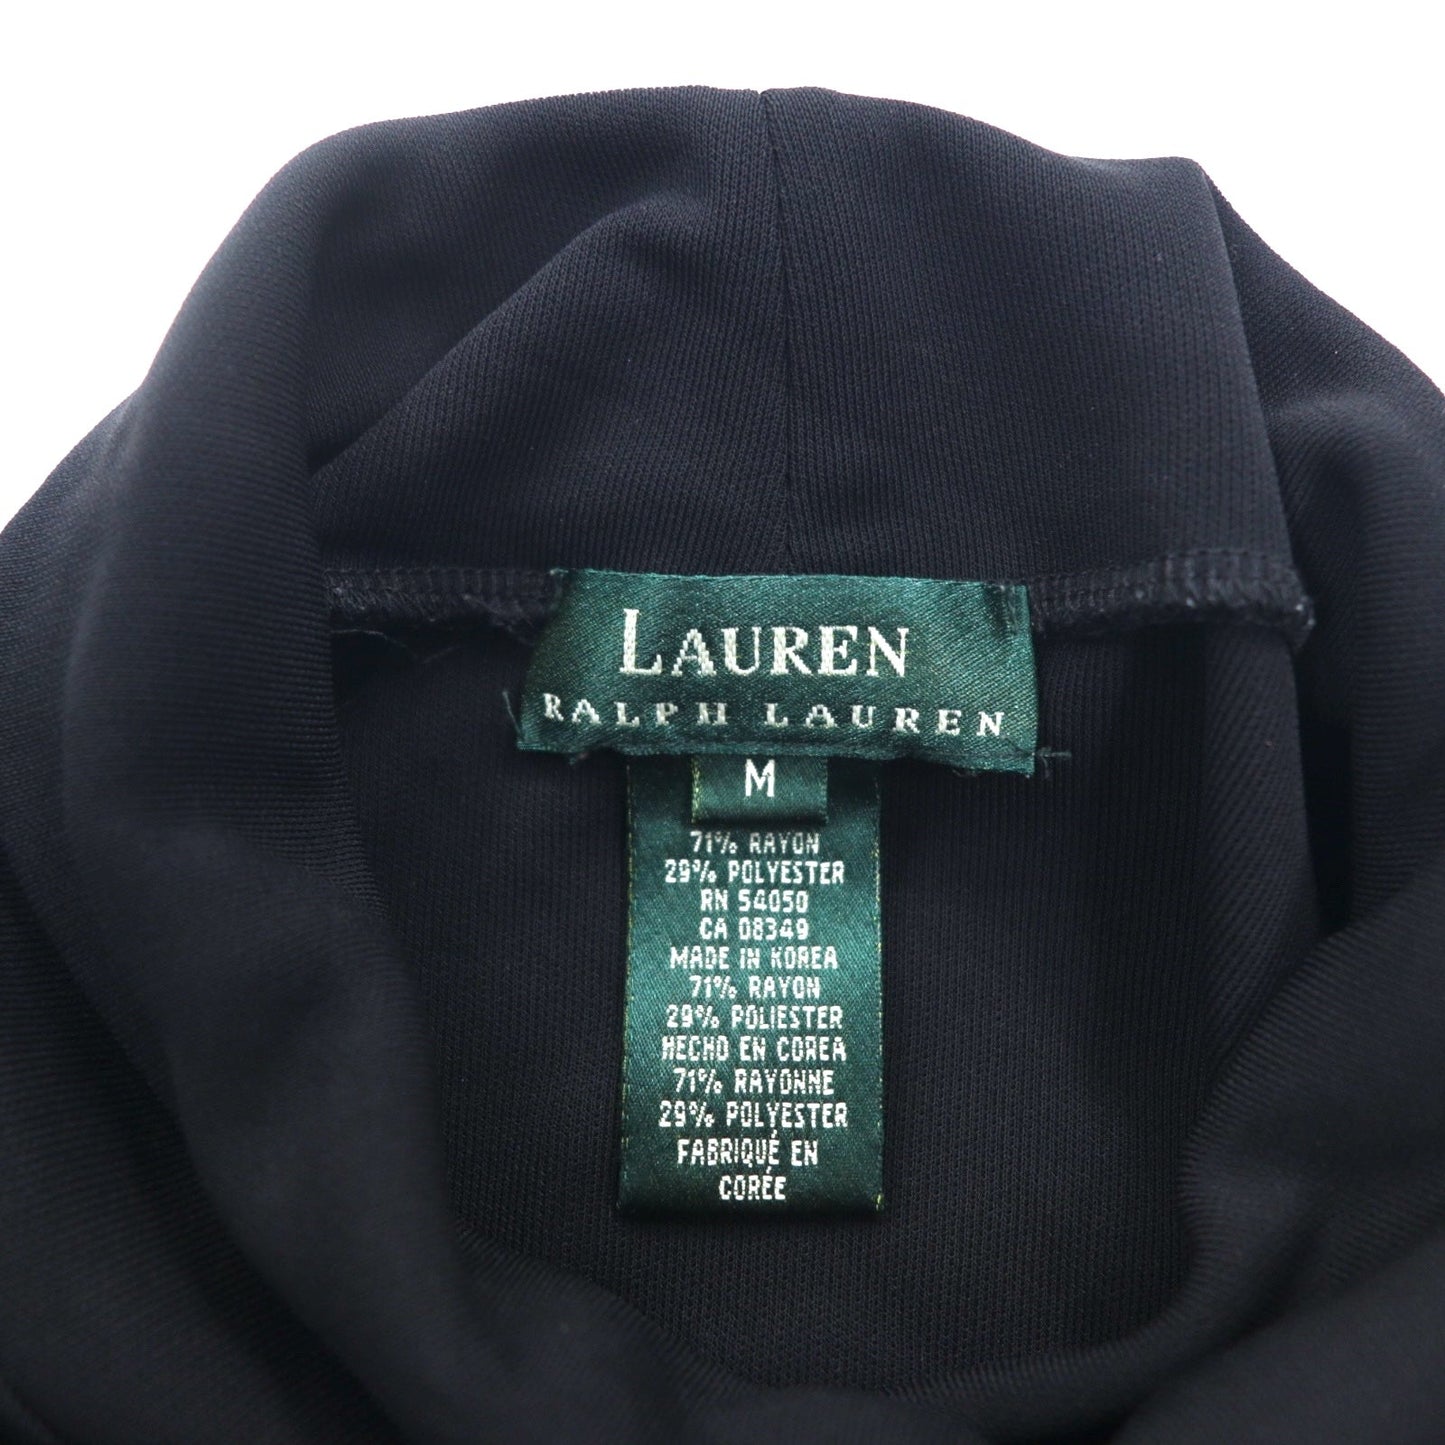 LAUREN
RALPH LAUREN
M
71% RAYON
29% POLYESTER
RN 54050
CA 08349
MADE IN KOREA
71% RAYON
29% POLIESTER
HECHO EN COREA
71% RAYONNE
29% POLYESTER
FABRIQUÉ EN
CORÉE